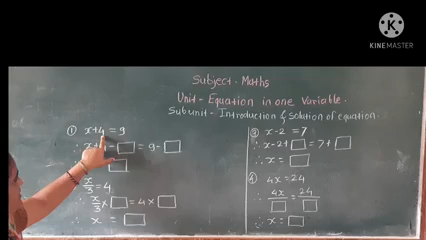 KINEMASTER
Subject - Maths
Unit - Equation in one Variable.
Subunit - Introduction & Solution of equation.
① x+4 = 9
∴ x+ - □ = 9 - □
□
x/3 = 4
∴ x/3 × □ = 4 × □
∴ x = □
③ x-2 = 7
∴ x-2+□ = 7+□
∴ x = □
④ 4x = 24
∴ 4x/□ = 24/□
∴ x = □